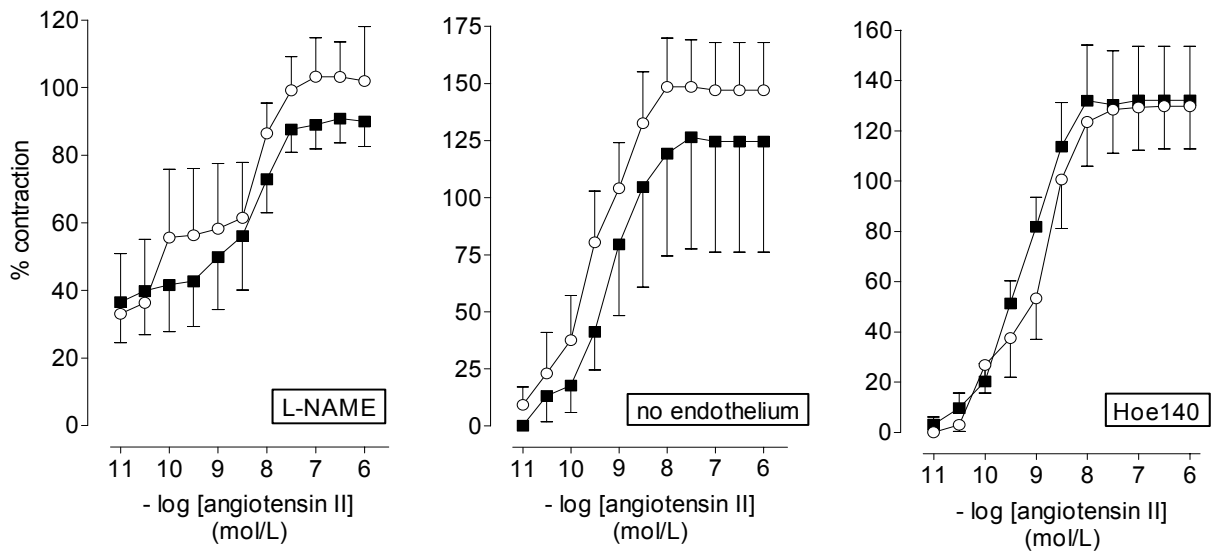 120
100
80
60
40
20
0
% contraction
L-NAME
11 10 9 8 7 6
- log [angiotensin II]
(mol/L)
175
150
125
100
75
50
25
0
no endothelium
11 10 9 8 7 6
- log [angiotensin II]
(mol/L)
160
140
120
100
80
60
40
20
0
Hoe140
11 10 9 8 7 6
- log [angiotensin II]
(mol/L)